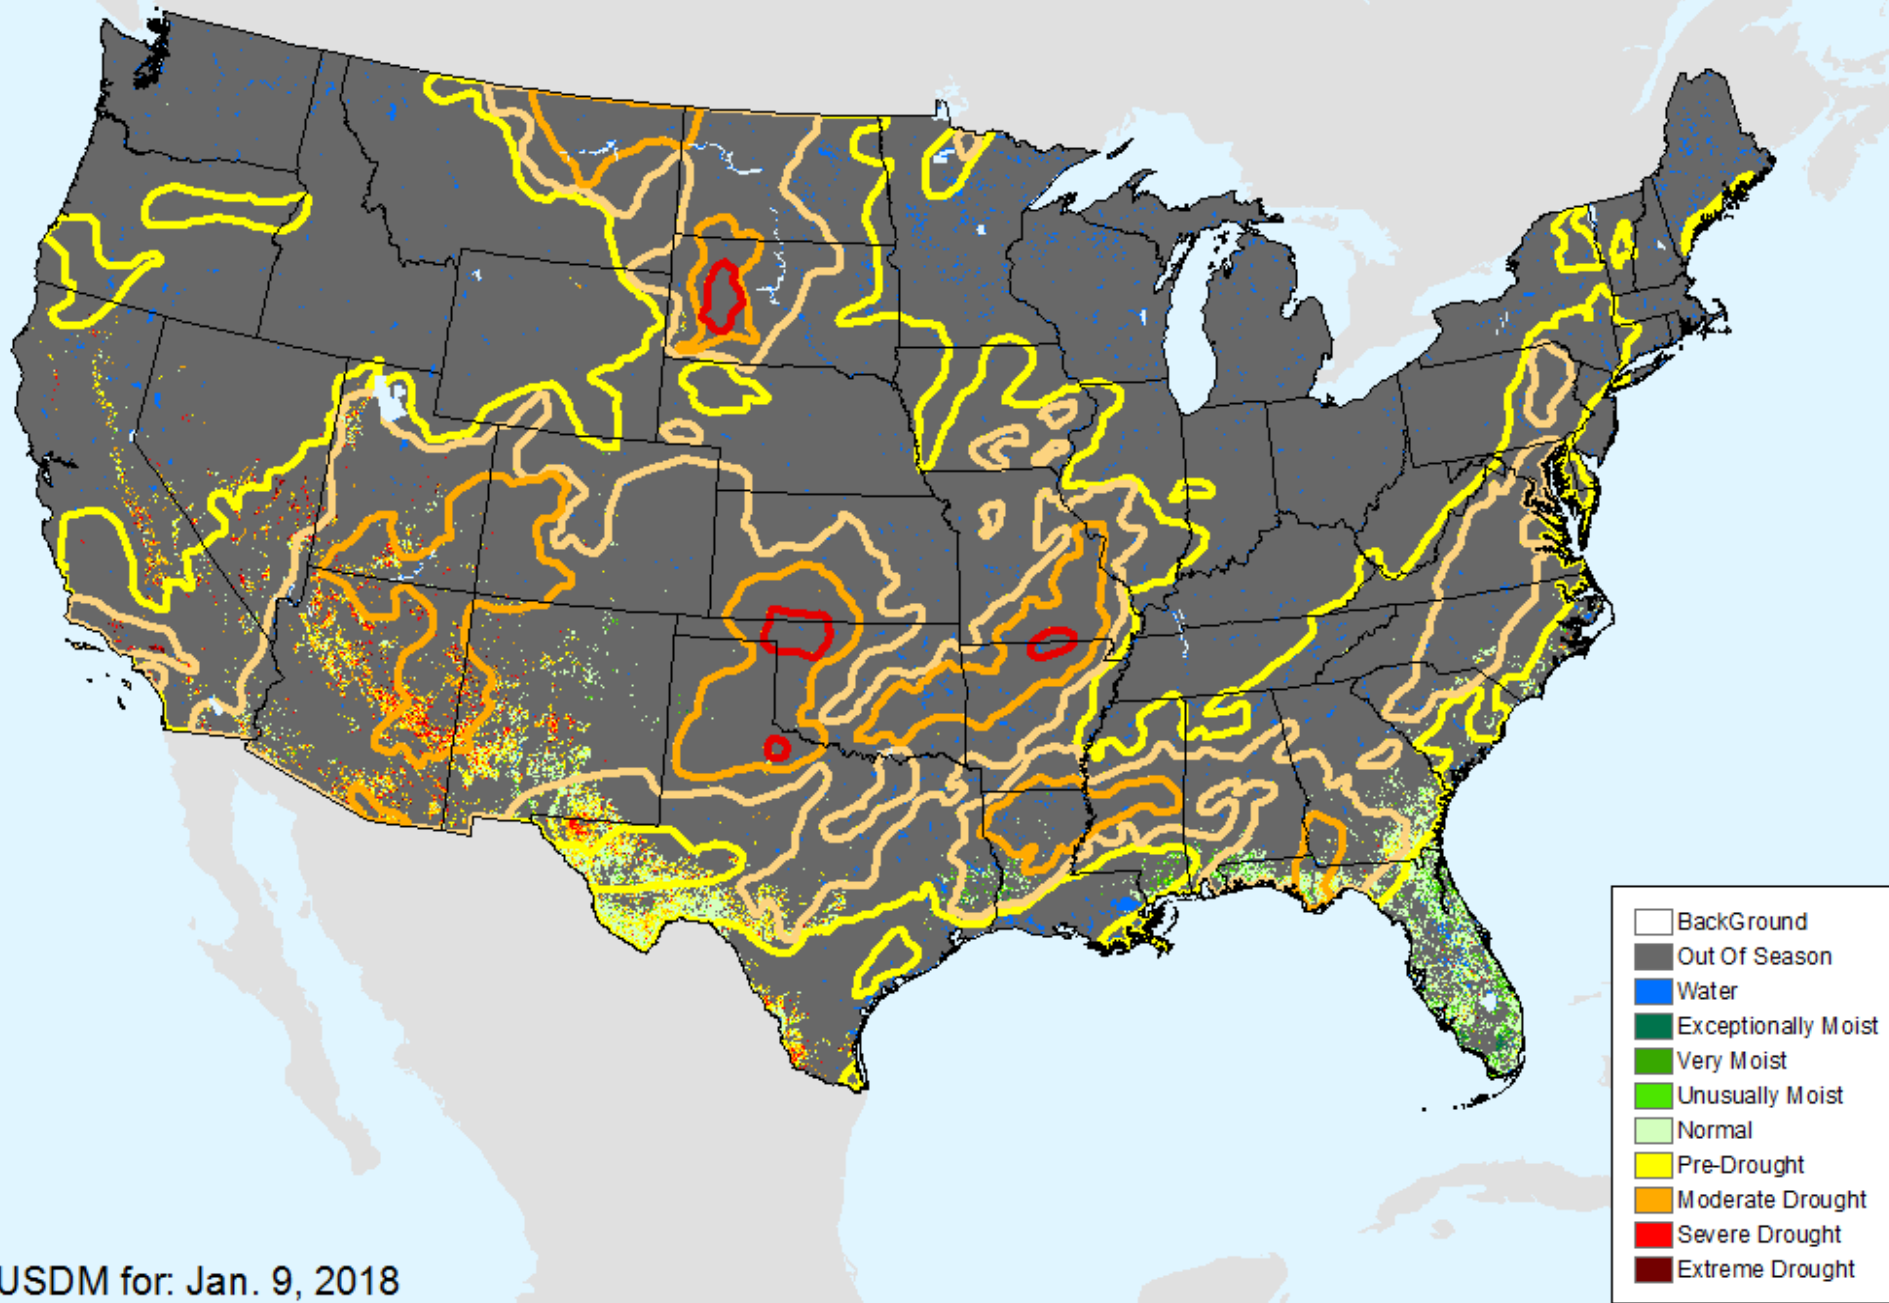 BackGround
Out Of Season
Water
Exceptionally Moist
Very Moist
Unusually Moist
Normal
Pre-Drought
Moderate Drought
Severe Drought
Extreme Drought
USDM for: Jan. 9, 2018